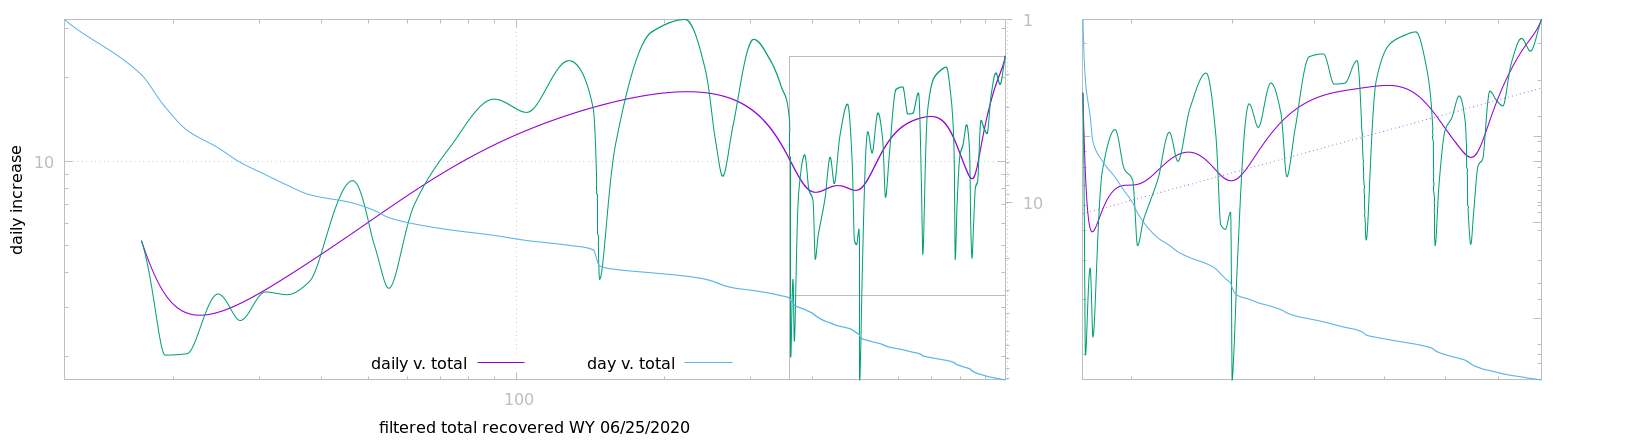 1
10
10
daily increase
daily v. total
day v. total
100
filtered total recovered WY 06/25/2020